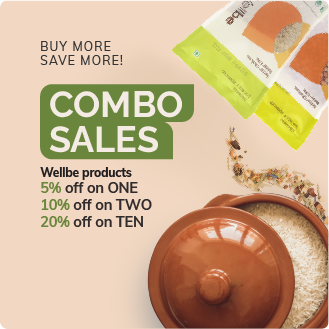 BUY MORE
SAVE MORE!
COMBO
SALES
Wellbe products
5% off on ONE
10% off on TWO
20% off on TEN